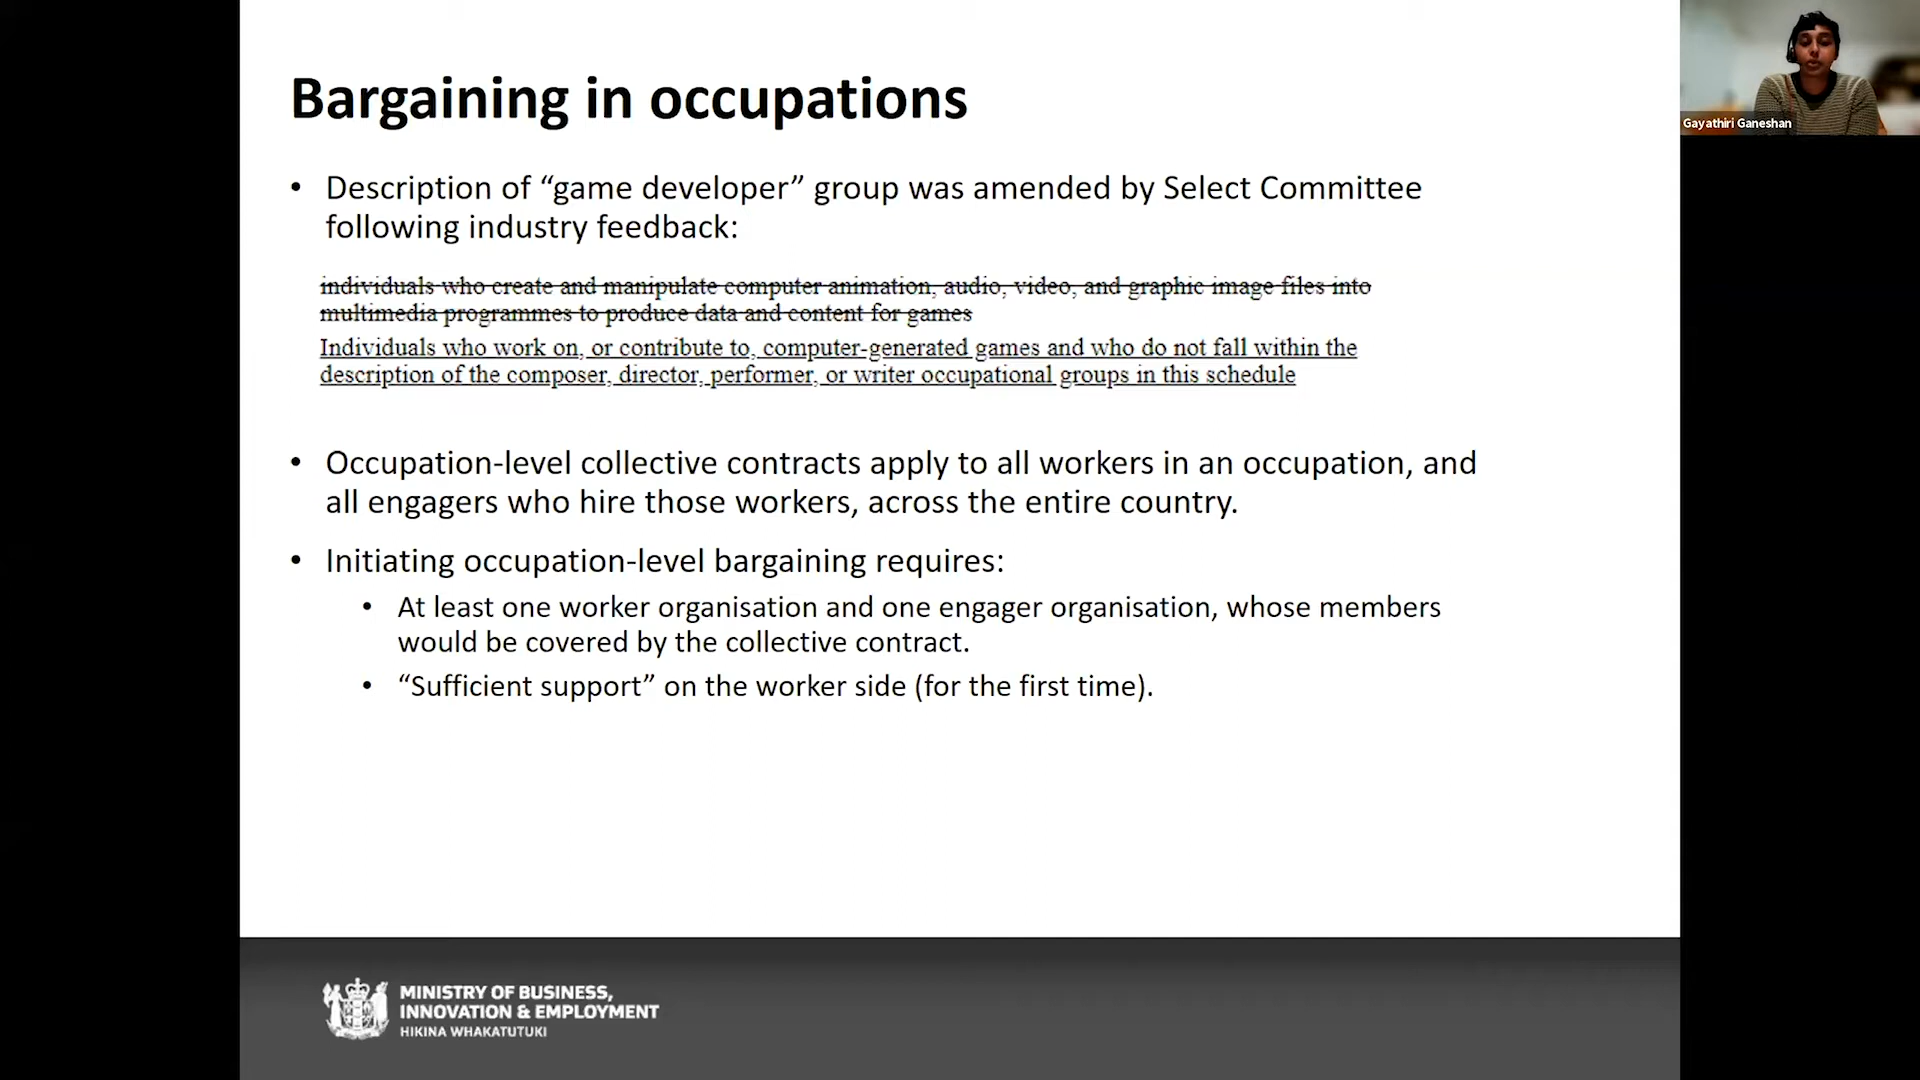 Bargaining in occupations
Gayathiri Ganeshan
• Description of “game developer” group was amended by Select Committee
following industry feedback:
individuals who create and manipulate computer animation, audio, video, and graphic image files into
multimedia programmes to produce data and content for games
Individuals who work on, or contribute to, computer-generated games and who do not fall within the
description of the composer, director, performer, or writer occupational groups in this schedule
• Occupation-level collective contracts apply to all workers in an occupation, and
all engagers who hire those workers, across the entire country.
• Initiating occupation-level bargaining requires:
• At least one worker organisation and one engager organisation, whose members
would be covered by the collective contract.
• “Sufficient support” on the worker side (for the first time).
MINISTRY OF BUSINESS,
INNOVATION & EMPLOYMENT
HIKINA WHAKATUTUKI